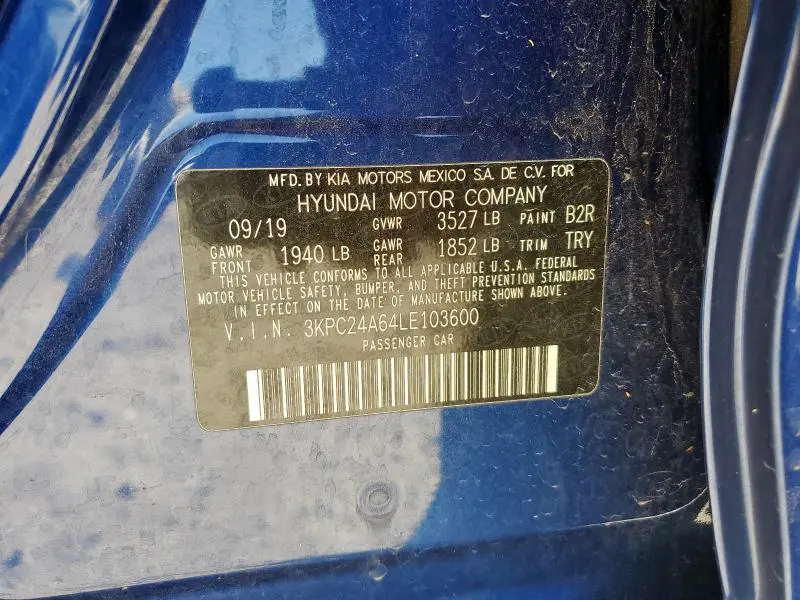 MFD. BY KIA MOTORS MEXICO S.A. DE C.V. FOR
HYUNDAI MOTOR COMPANY
09/19 GVWR 3527 LB PAINT B2R
GAWR FRONT 1940 LB GAWR REAR 1852 LB TRIM TRY
THIS VEHICLE CONFORMS TO ALL APPLICABLE U.S.A. FEDERAL
MOTOR VEHICLE SAFETY, BUMPER, AND THEFT PREVENTION STANDARDS
IN EFFECT ON THE DATE OF MANUFACTURE SHOWN ABOVE.
V.I.N. 3KPC24A64LE103600
PASSENGER CAR